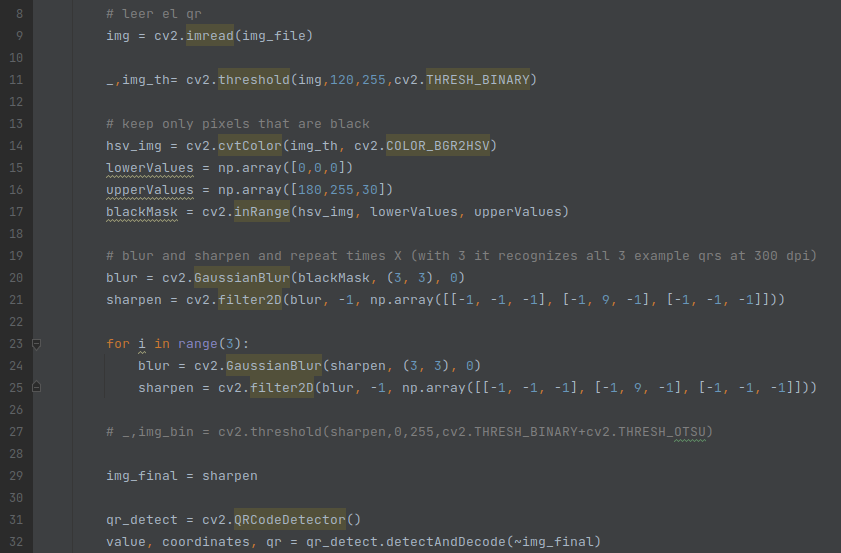 8 # leer el qr
9 img = cv2.imread(img_file)
10
11 _,img_th= cv2.threshold(img,120,255,cv2.THRESH_BINARY)
12
13 # keep only pixels that are black
14 hsv_img = cv2.cvtColor(img_th, cv2.COLOR_BGR2HSV)
15 lowerValues = np.array([0,0,0])
16 upperValues = np.array([180,255,30])
17 blackMask = cv2.inRange(hsv_img, lowerValues, upperValues)
18
19 # blur and sharpen and repeat times X (with 3 it recognizes all 3 example qrs at 300 dpi)
20 blur = cv2.GaussianBlur(blackMask, (3, 3), 0)
21 sharpen = cv2.filter2D(blur, -1, np.array([[-1, -1, -1], [-1, 9, -1], [-1, -1, -1]]))
22
23 for i in range(3):
24 blur = cv2.GaussianBlur(sharpen, (3, 3), 0)
25 sharpen = cv2.filter2D(blur, -1, np.array([[-1, -1, -1], [-1, 9, -1], [-1, -1, -1]]))
26
27 # _,img_bin = cv2.threshold(sharpen,0,255,cv2.THRESH_BINARY+cv2.THRESH_OTSU)
28
29 img_final = sharpen
30
31 qr_detect = cv2.QRCodeDetector()
32 value, coordinates, qr = qr_detect.detectAndDecode(~img_final)